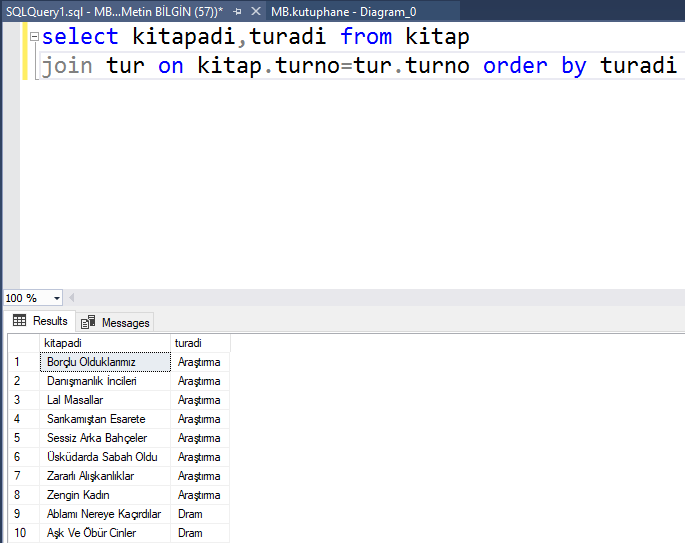 SQLQuery1.sql - MB...Metin BİLGİN (57))* MB.kutuphane - Diagram_0
select kitapadi,turadi from kitap
join tur on kitap.turno=tur.turno order by turadi
100 %
Results Messages
kitapadi turadi
1 Borçlu Olduklarımız Araştırma
2 Danışmanlık İncileri Araştırma
3 Lal Masallar Araştırma
4 Sarıkamıştan Esarete Araştırma
5 Sessiz Arka Bahçeler Araştırma
6 Üsküdarda Sabah Oldu Araştırma
7 Zararlı Alışkanlıklar Araştırma
8 Zengin Kadın Araştırma
9 Ablamı Nereye Kaçırdılar Dram
10 Aşk Ve Öbür Cinler Dram